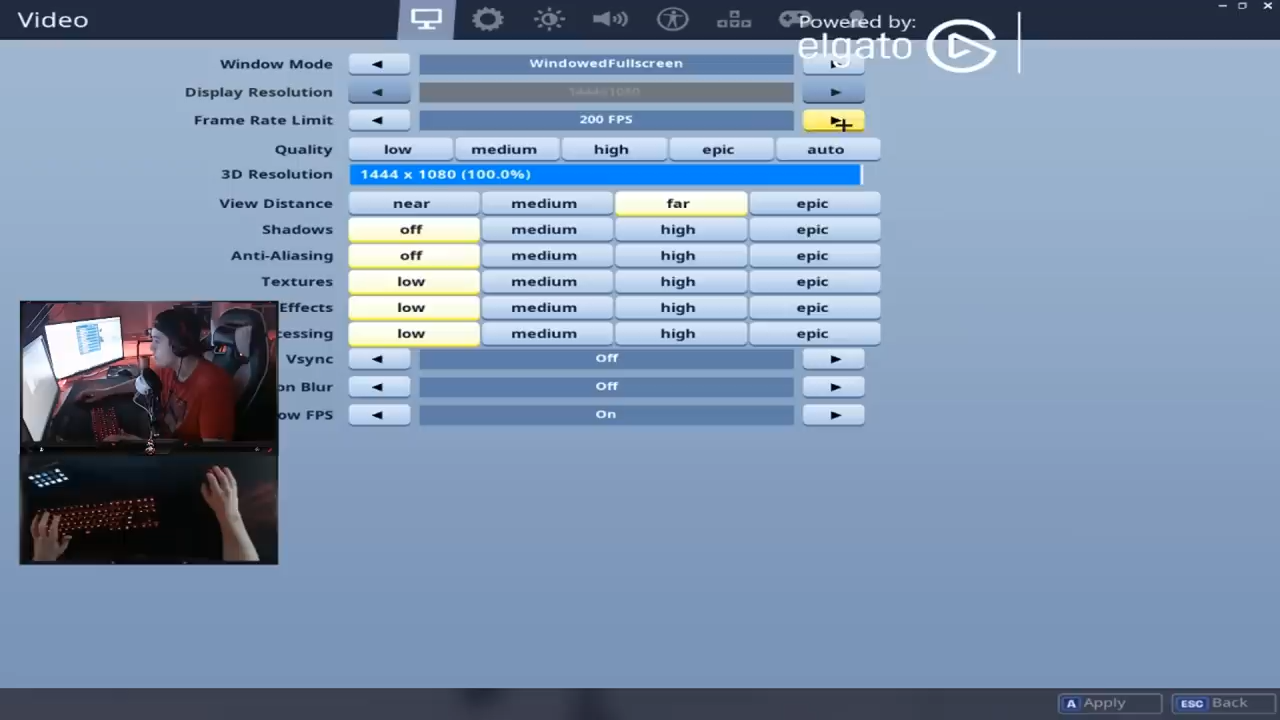 Video
Powered by:
elgato
Window Mode WindowedFullscreen
Display Resolution 1444x1080
Frame Rate Limit 200 FPS
Quality low medium high epic auto
3D Resolution 1444 x 1080 (100.0%)
View Distance near medium far epic
Shadows off medium high epic
Anti-Aliasing off medium high epic
Textures low medium high epic
Effects low medium high epic
cessing low medium high epic
Vsync Off
on Blur Off
ow FPS On
A Apply ESC Back